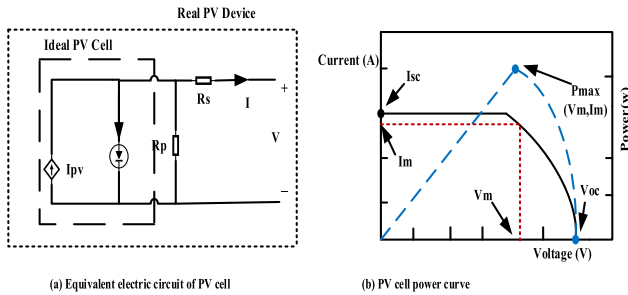 Real PV Device
Ideal PV Cell
Rs
I
+
V
Rp
Ipv
–
Current (A)
Isc
Pmax
(Vm,Im)
Power(w)
Im
Vm
Voc
Voltage (V)
(a) Equivalent electric circuit of PV cell
(b) PV cell power curve